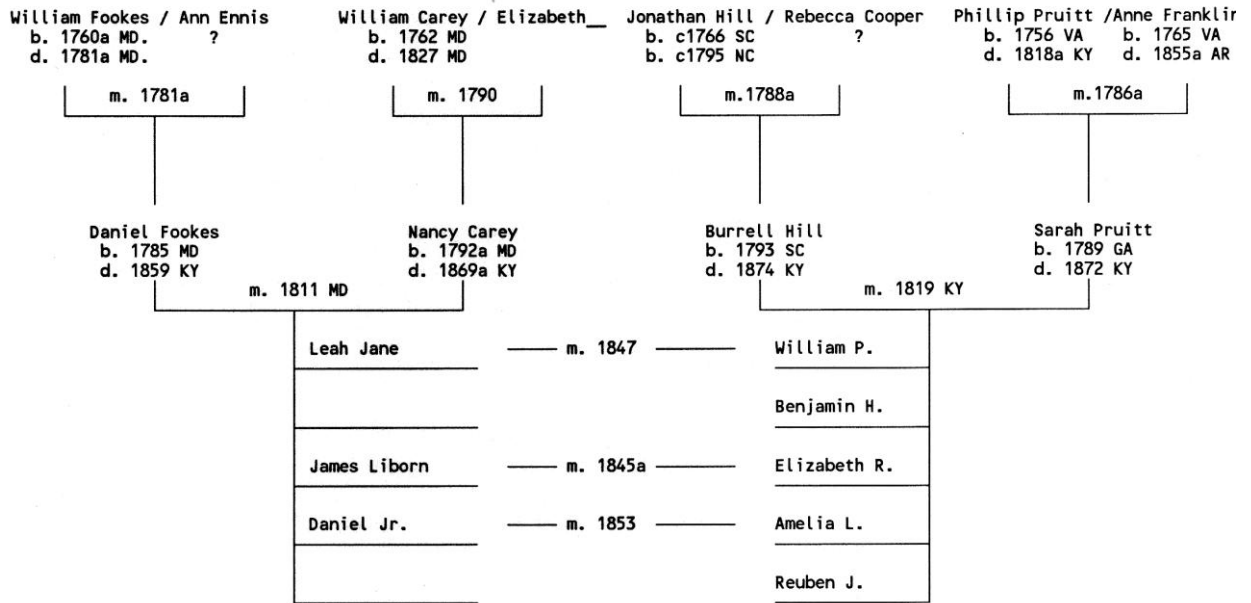 William Fookes / Ann Ennis William Carey / Elizabeth__ Jonathan Hill / Rebecca Cooper Phillip Pruitt /Anne Franklin
b. 1760a MD. ? b. 1762 MD b. c1766 SC ? b. 1756 VA b. 1765 VA
d. 1781a MD. d. 1827 MD b. c1795 NC d. 1818a KY d. 1855a AR
m. 1781a m. 1790 m.1788a m.1786a
Daniel Fookes Nancy Carey Burrell Hill Sarah Pruitt
b. 1785 MD b. 1792a MD b. 1793 SC b. 1789 GA
d. 1859 KY d. 1869a KY d. 1874 KY d. 1872 KY
m. 1811 MD m. 1819 KY
Leah Jane m. 1847 William P.
Benjamin H.
James Liborn m. 1845a Elizabeth R.
Daniel Jr. m. 1853 Amelia L.
Reuben J.